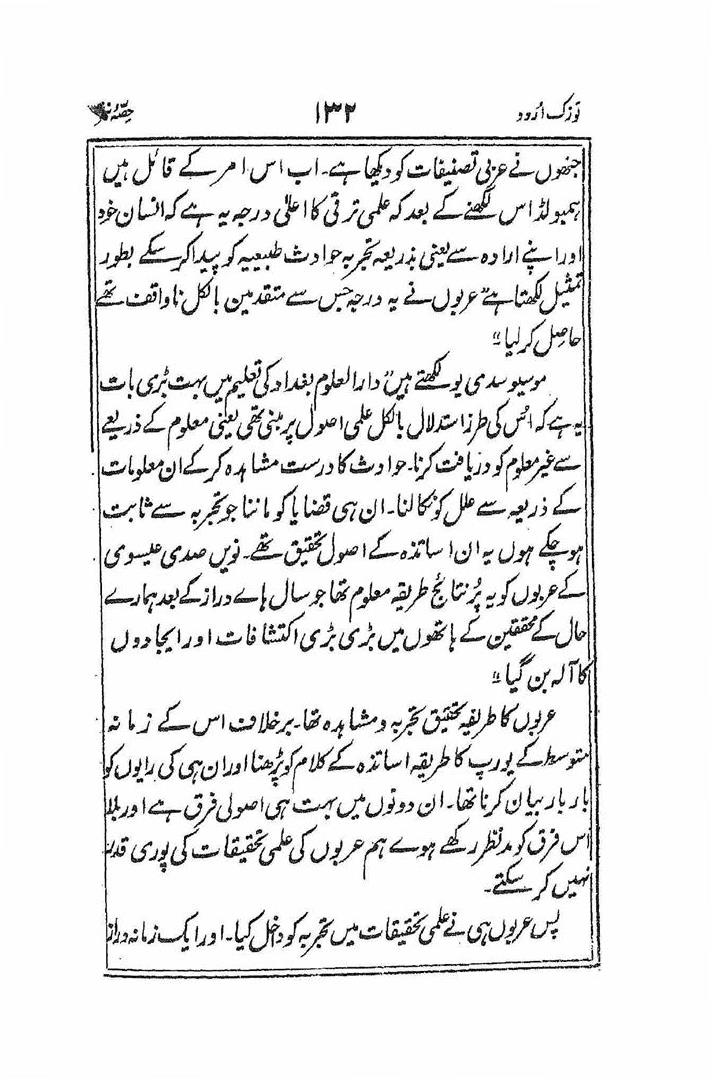 توزک اُردو ۱۳۲ حصّۂ
جنھوں نے عربی تصنیفات کو دیکھا ہے۔ اب اس امر کے قائل ہیں
ہمبولڈ اس لکھنے کے بعد کہ علمی ترقی کا اعلیٰ درجہ یہ ہے کہ انسان خود
اور اپنے ارادہ سے یعنی بذریعہ تجربہ حوادث طبیعیہ کو پیدا کر سکے بطور
تمثیل لکھتا ہے ”عربوں نے یہ درجہ جس سے متقدمین بالکل ناواقف تھے
حاصل کر لیا“
موسیو سدی یو لکھتے ہیں ”دارالعلوم بغداد کی تعلیم میں بہت بڑی بات
یہ ہے کہ اُس کی طرز استدلال بالکل علمی اصول پر مبنی تھی یعنی معلوم کے ذریعے
سے غیر معلوم کو دریافت کرنا۔ حوادث کا درست مشاہدہ کر کے ان معلومات
کے ذریعہ سے علل کو نکالنا۔ ان ہی قضایا کو ماننا جو تجربہ سے ثابت
ہو چکے ہوں یہ ان اساتذہ کے اصول تحقیق تھے۔ نویں صدی عیسوی
کے عربوں کو یہ پُر نتائج طریقہ معلوم تھا جو سال ہاے دراز کے بعد ہمارے
حال کے محققین کے ہاتھوں میں بڑی بڑی اکتشافات اور ایجادوں
کا آلہ بن گیا“
عربوں کا طریقہ تحقیق تجربہ و مشاہدہ تھا۔ برخلاف اس کے زمانہ
متوسط کے یورپ کا طریقہ اساتذہ کے کلام کو پڑھنا اور ان ہی کی رایوں کو
بار بار بیان کرنا تھا۔ ان دونوں میں بہت ہی اصولی فرق ہے اور بلا
اس فرق کو مدنظر رکھے ہوے ہم عربوں کی علمی تحقیقات کی پوری قدر
نہیں کر سکتے۔
پس عربوں ہی نے علمی تحقیقات میں تجربہ کو دخل کیا۔ اور ایک زمانہ دراز